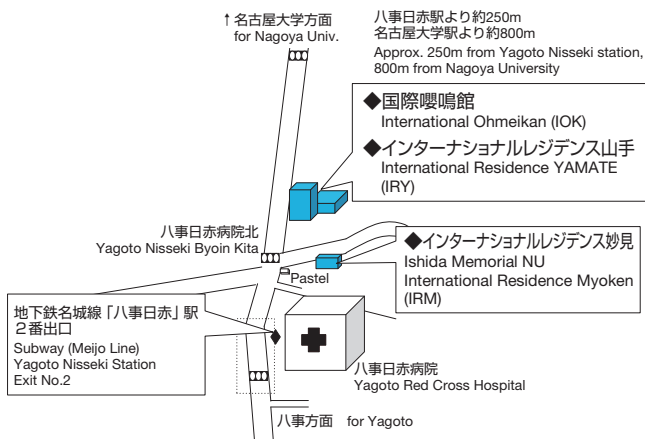 ↑名古屋大学方面
for Nagoya Univ.
八事日赤駅より約250m
名古屋大学駅より約800m
Approx. 250m from Yagoto Nisseki station,
800m from Nagoya University
◆国際嚶鳴館
International Ohmeikan (IOK)
◆インターナショナルレジデンス山手
International Residence YAMATE
(IRY)
八事日赤病院北
Yagoto Nisseki Byoin Kita
◆インターナショナルレジデンス妙見
Ishida Memorial NU
International Residence Myoken
(IRM)
Pastel
地下鉄名城線「八事日赤」駅
2番出口
Subway (Meijo Line)
Yagoto Nisseki Station
Exit No.2
八事日赤病院
Yagoto Red Cross Hospital
八事方面 for Yagoto